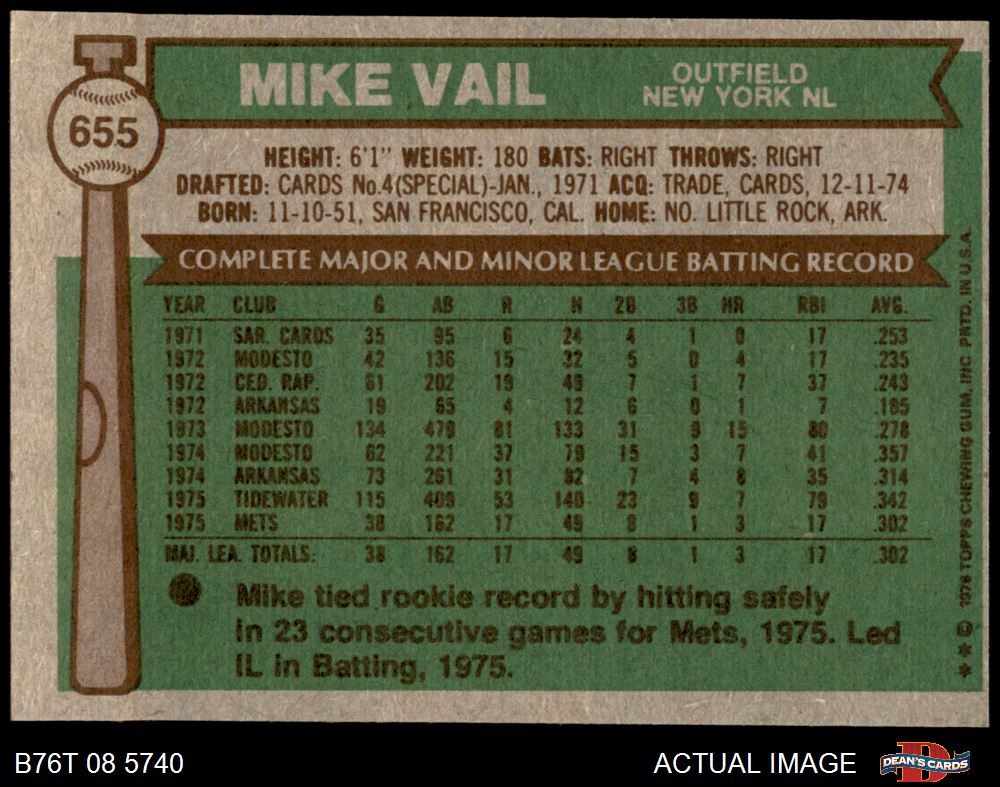 MIKE VAIL
OUTFIELD
NEW YORK NL
655
HEIGHT: 6'1" WEIGHT: 180 BATS: RIGHT THROWS: RIGHT
DRAFTED: CARDS No.4(SPECIAL)-JAN., 1971 ACQ: TRADE, CARDS, 12-11-74
BORN: 11-10-51, SAN FRANCISCO, CAL. HOME: NO. LITTLE ROCK, ARK.
COMPLETE MAJOR AND MINOR LEAGUE BATTING RECORD
YEAR CLUB G AB R H 2B 3B HR RBI AVG.
1971 SAR. CARDS 35 95 6 24 4 1 0 17 .253
1972 MODESTO 42 136 15 32 5 0 4 17 .235
1972 CED. RAP. 61 202 19 49 7 1 7 37 .243
1972 ARKANSAS 19 65 4 12 6 0 1 7 .185
1973 MODESTO 134 479 81 133 31 9 15 80 .278
1974 MODESTO 62 221 37 79 15 3 7 41 .357
1974 ARKANSAS 73 261 31 82 7 4 8 35 .314
1975 TIDEWATER 115 409 53 140 23 9 7 79 .342
1975 METS 38 162 17 49 8 1 3 17 .302
MAJ. LEA. TOTALS: 38 162 17 49 8 1 3 17 .302
Mike tied rookie record by hitting safely
in 23 consecutive games for Mets, 1975. Led
IL in Batting, 1975.
*** © 1976 TOPPS CHEWING GUM, INC PRTD. IN U.S.A
B76T 08 5740
ACTUAL IMAGE
DEAN'S CARDS